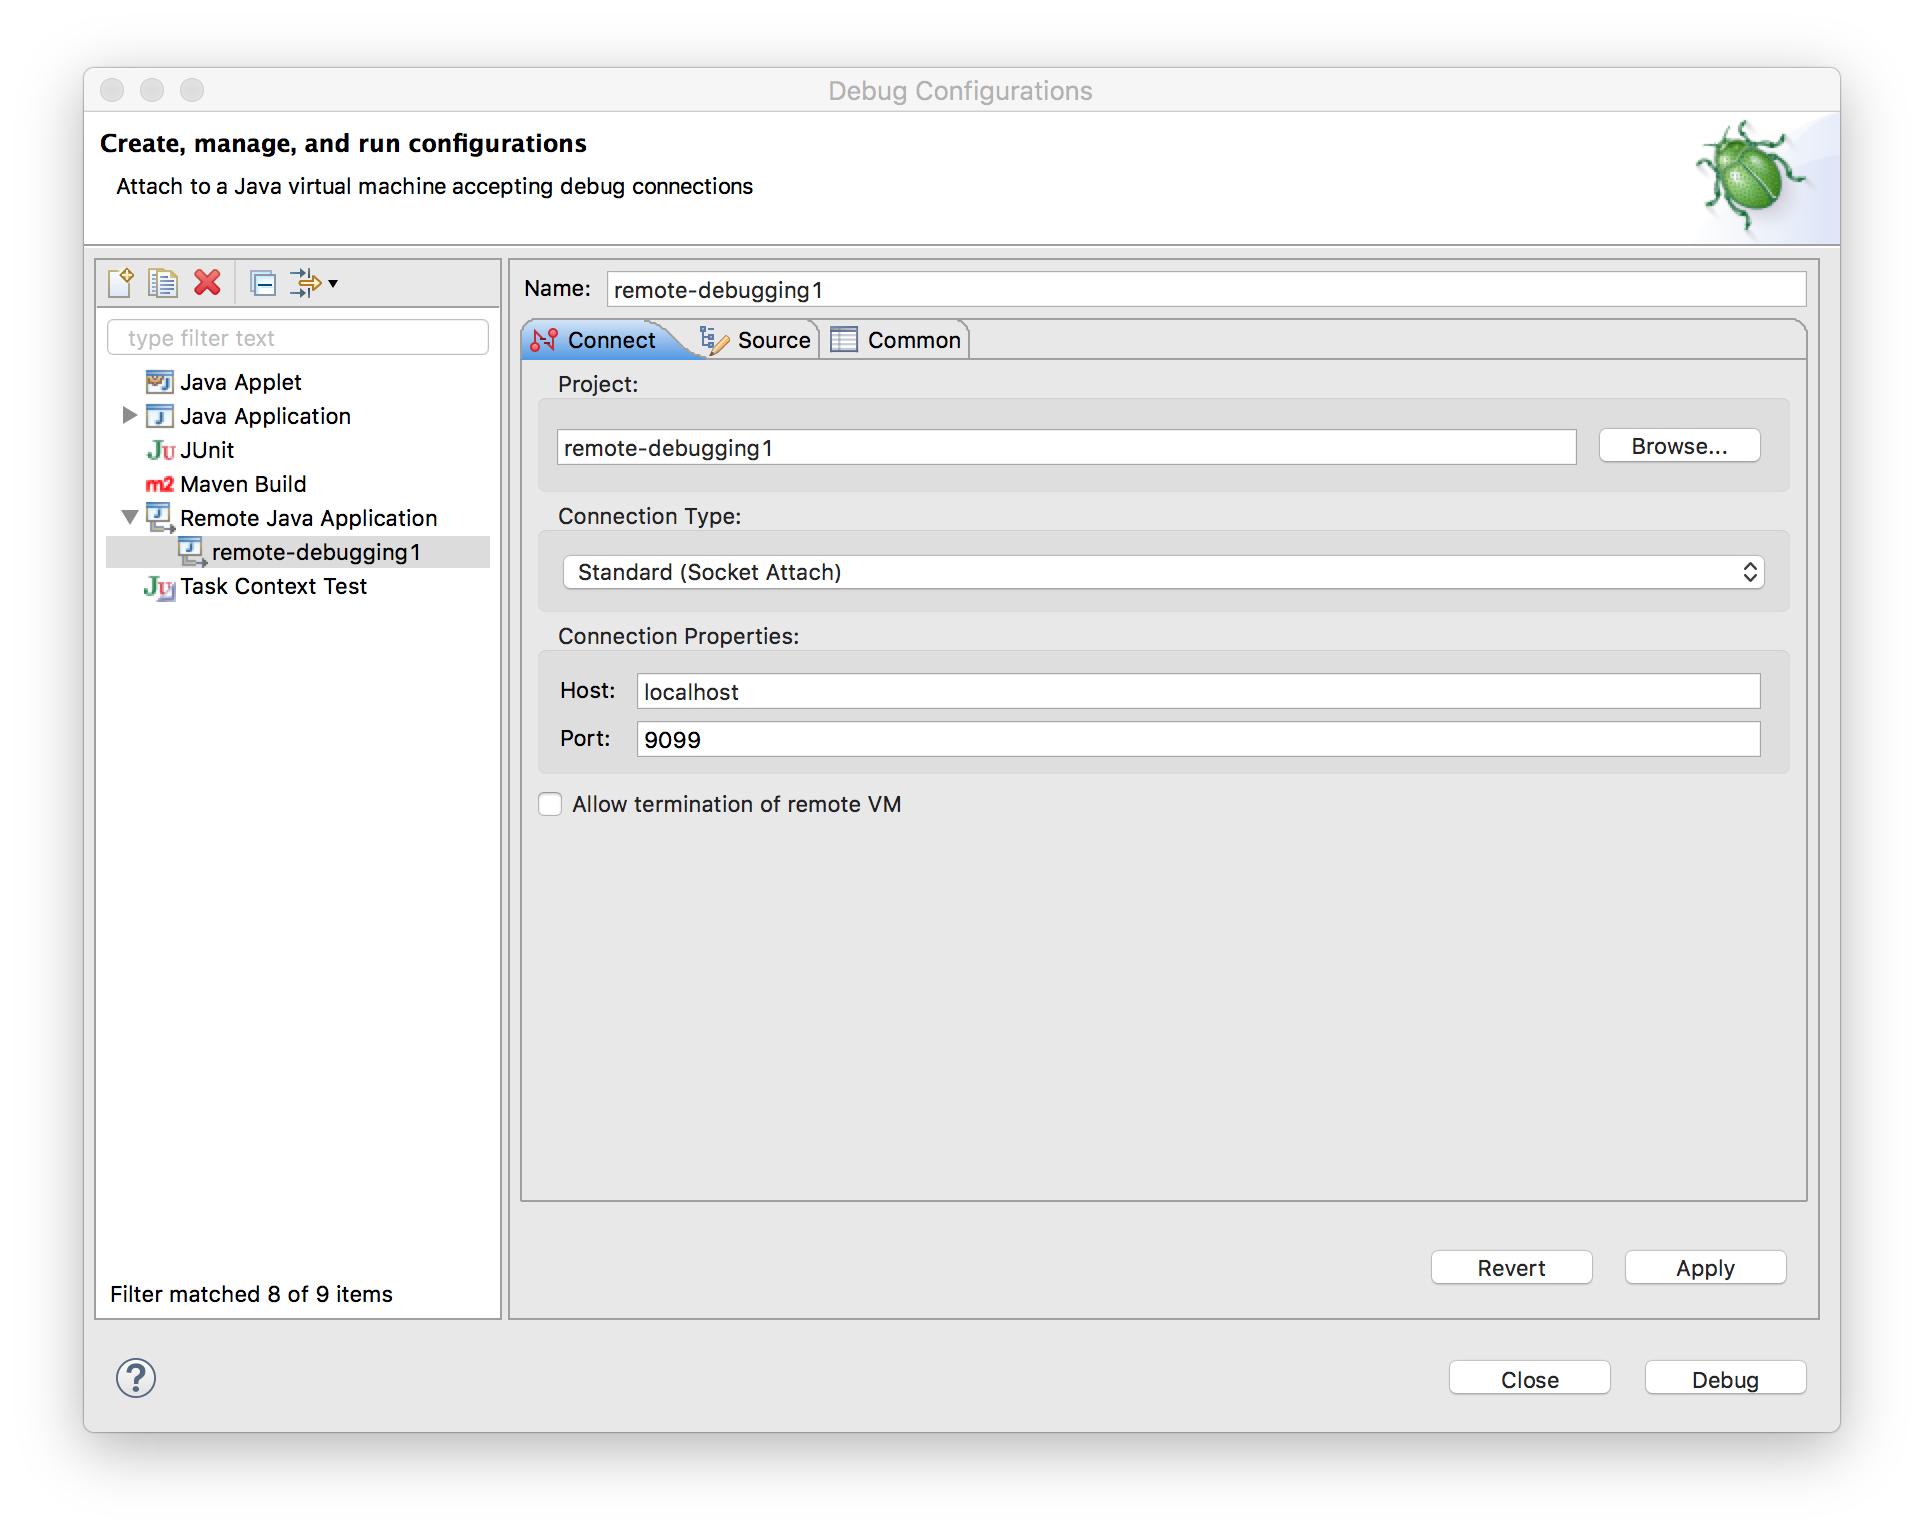 Debug Configurations
Create, manage, and run configurations
Attach to a Java virtual machine accepting debug connections
type filter text
Java Applet
Java Application
JUnit
Maven Build
Remote Java Application
remote-debugging1
Task Context Test
Filter matched 8 of 9 items
Name: remote-debugging1
Connect Source Common
Project:
remote-debugging1 Browse...
Connection Type:
Standard (Socket Attach)
Connection Properties:
Host: localhost
Port: 9099
Allow termination of remote VM
Revert Apply
? Close Debug